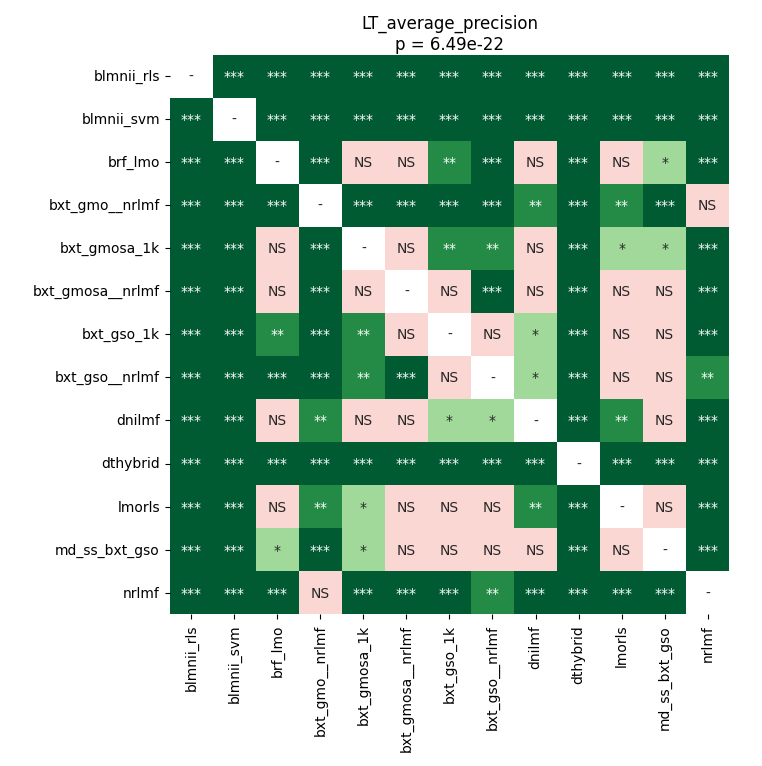 LT_average_precision
p = 6.49e-22
blmnii_rls - *** *** *** *** *** *** *** *** *** *** *** ***
blmnii_svm *** - *** *** *** *** *** *** *** *** *** *** ***
brf_lmo *** *** - *** NS NS ** *** NS *** NS * ***
bxt_gmo__nrlmf *** *** *** - *** *** *** *** ** *** ** *** NS
bxt_gmosa_1k *** *** NS *** - NS ** ** NS *** * * ***
bxt_gmosa__nrlmf *** *** NS *** NS - NS *** NS *** NS NS ***
bxt_gso_1k *** *** ** *** ** NS - NS * *** NS NS ***
bxt_gso__nrlmf *** *** *** *** ** *** NS - * *** NS NS **
dnilmf *** *** NS ** NS NS * * - *** ** NS ***
dthybrid *** *** *** *** *** *** *** *** *** - *** *** ***
lmorls *** *** NS ** * NS NS NS ** *** - NS ***
md_ss_bxt_gso *** *** * *** * NS NS NS NS *** NS - ***
nrlmf *** *** *** NS *** *** *** ** *** *** *** *** -
blmnii_rls
blmnii_svm
brf_lmo
bxt_gmo__nrlmf
bxt_gmosa_1k
bxt_gmosa__nrlmf
bxt_gso_1k
bxt_gso__nrlmf
dnilmf
dthybrid
lmorls
md_ss_bxt_gso
nrlmf